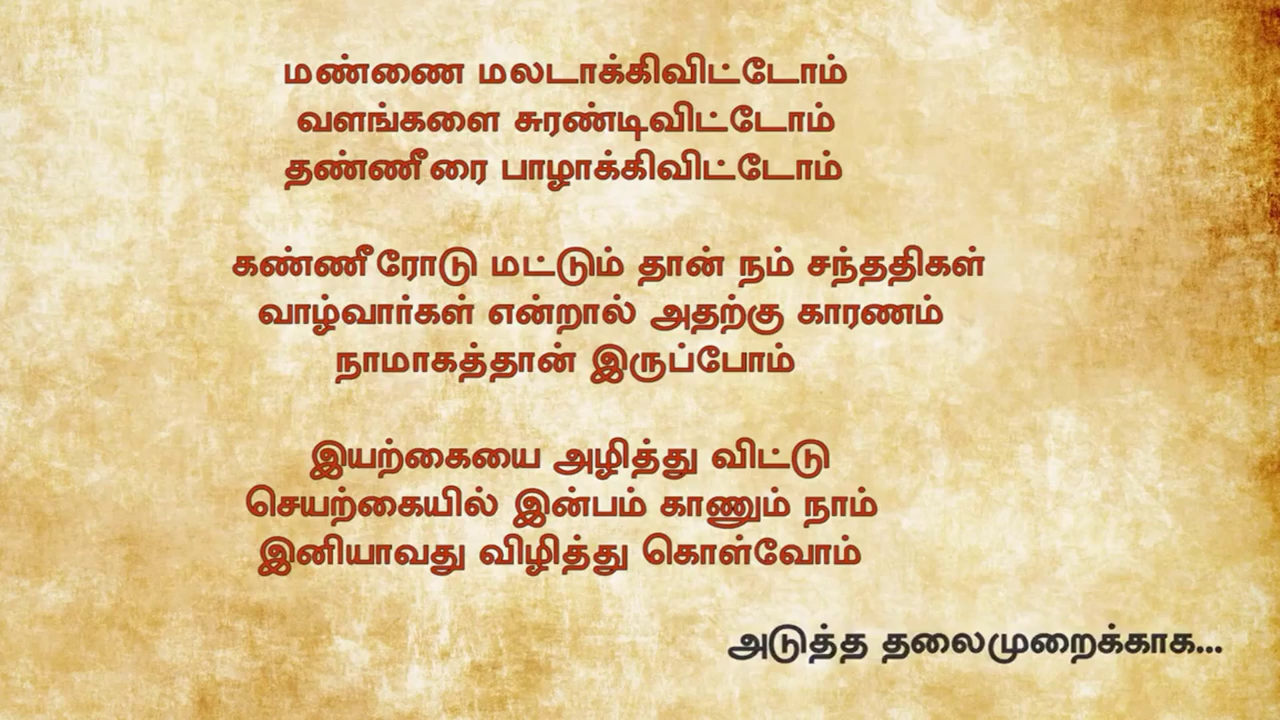 மண்ணை மலடாக்கிவிட்டோம்
வளங்களை சுரண்டிவிட்டோம்
தண்ணீரை பாழாக்கிவிட்டோம்
கண்ணீரோடு மட்டும் தான் நம் சந்ததிகள்
வாழ்வார்கள் என்றால் அதற்கு காரணம்
நாமாகத்தான் இருப்போம்
இயற்கையை அழித்து விட்டு
செயற்கையில் இன்பம் காணும் நாம்
இனியாவது விழித்து கொள்வோம்
அடுத்த தலைமுறைக்காக...